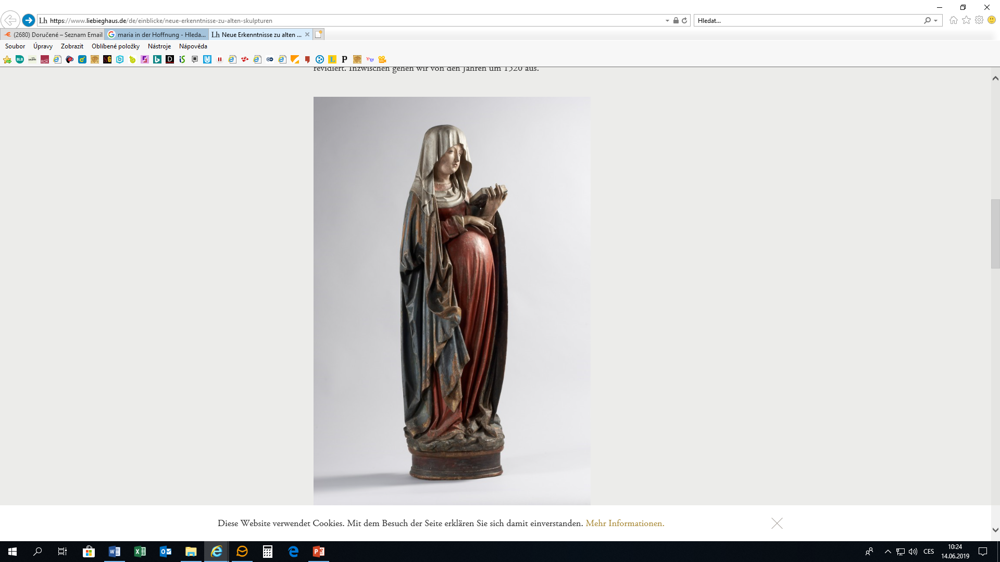 Lh https://www.liebieghaus.de/de/einblicke/neue-erkenntnisse-zu-alten-skulpturen
Hledat...
(2680) Doručené – Seznam Email
maria in der Hoffnung - Hleda...
Lh Neue Erkenntnisse zu alten ...
Soubor Úpravy Zobrazit Oblíbené položky Nástroje Nápověda
revidiert. Inzwischen gehen wir von den Jahren um 1520 aus.
Diese Website verwendet Cookies. Mit dem Besuch der Seite erklären Sie sich damit einverstanden. Mehr Informationen.
CES
10:24
14.06.2019